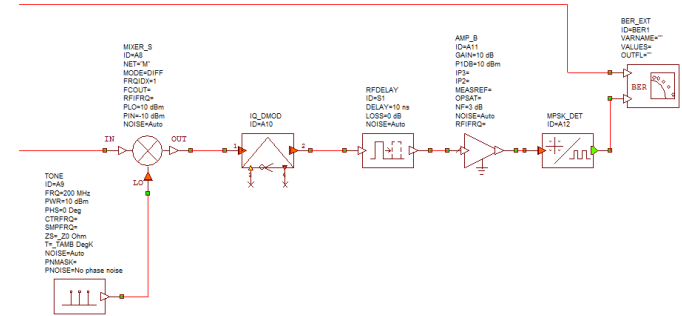 BER_EXT
ID=BER1
VARNAME=""
VALUES=
OUTFL=""
BER
MIXER_S
ID=A8
NET="M"
MODE=DIFF
FRQIDX=1
FCOUT=
RFIFRQ=
PLO=10 dBm
PIN=-10 dBm
NOISE=Auto
IN
OUT
LO
IQ_DMOD
ID=A10
1
2
3
4
RFDELAY
ID=S1
DELAY=10 ns
LOSS=0 dB
NOISE=Auto
AMP_B
ID=A11
GAIN=10 dB
P1DB=10 dBm
IP3=
IP2=
MEASREF=
OPSAT=
NF=3 dB
NOISE=Auto
RFIFRQ=
MPSK_DET
ID=A12
TONE
ID=A9
FRQ=200 MHz
PWR=10 dBm
PHS=0 Deg
CTRFRQ=
SMPFRQ=
ZS=_Z0 Ohm
T=_TAMB DegK
NOISE=Auto
PNMASK=
PNOISE=No phase noise